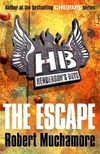 Author of the bestselling CHERUB series
HB
HENDERSON'S BOYS
THE ESCAPE
Robert Muchamore